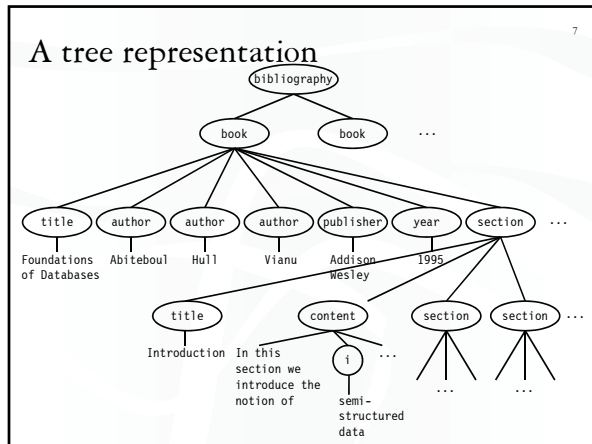 7
A tree representation
bibliography
book book ...
title author author author publisher year section ...
Foundations of Databases Abiteboul Hull Vianu Addison Wesley 1995
title content section section ...
Introduction
In this
section we
introduce the
notion of
i ...
semi-
structured
data
... ...